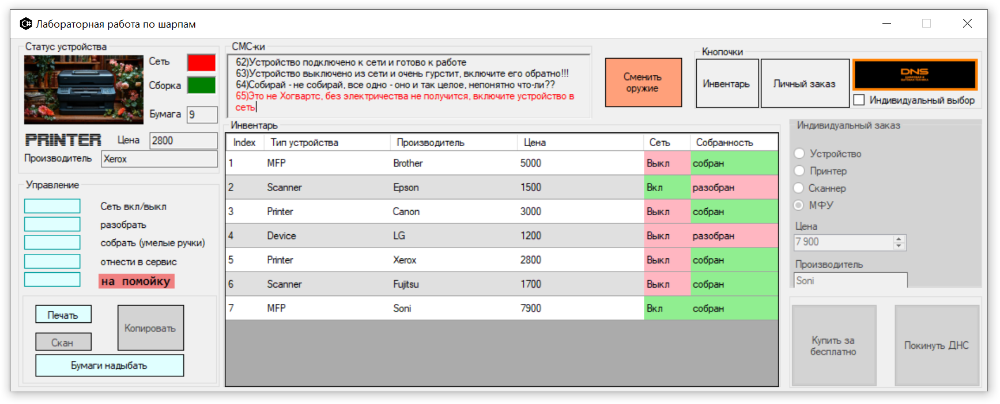 Лабораторная работа по шарпам
Статус устройства
Сеть
Сборка
Бумага 9
PRINTER
Цена 2800
Производитель Xerox
СМС-ки
62)Устройство подключено к сети и готово к работе
63)Устройство выключено из сети и очень гурстит, включите его обратно!!!
64)Собирай - не собирай, все одно - оно и так целое, непонятно что-ли??
65)Это не Хогвартс, без электричества не получится, включите устройство в
сеть
Сменить
оружие
Кнопочки
Инвентарь
Личный заказ
DNS
ЦИФРОВАЯ И
БЫТОВАЯ ТЕХНИКА
Индивидуальный выбор
Управление
Сеть вкл/выкл
разобрать
собрать (умелые ручки)
отнести в сервис
на помойку
Печать
Скан
Копировать
Бумаги надыбать
Инвентарь
Index Тип устройства Производитель Цена Сеть Собранность
1 MFP Brother 5000 Выкл собран
2 Scanner Epson 1500 Вкл разобран
3 Printer Canon 3000 Выкл собран
4 Device LG 1200 Выкл разобран
5 Printer Xerox 2800 Выкл собран
6 Scanner Fujitsu 1700 Выкл собран
7 MFP Soni 7900 Вкл собран
Индивидуальный заказ
Устройство
Принтер
Сканнер
МФУ
Цена
7 900
Производитель
Soni
Купить за
бесплатно
Покинуть ДНС